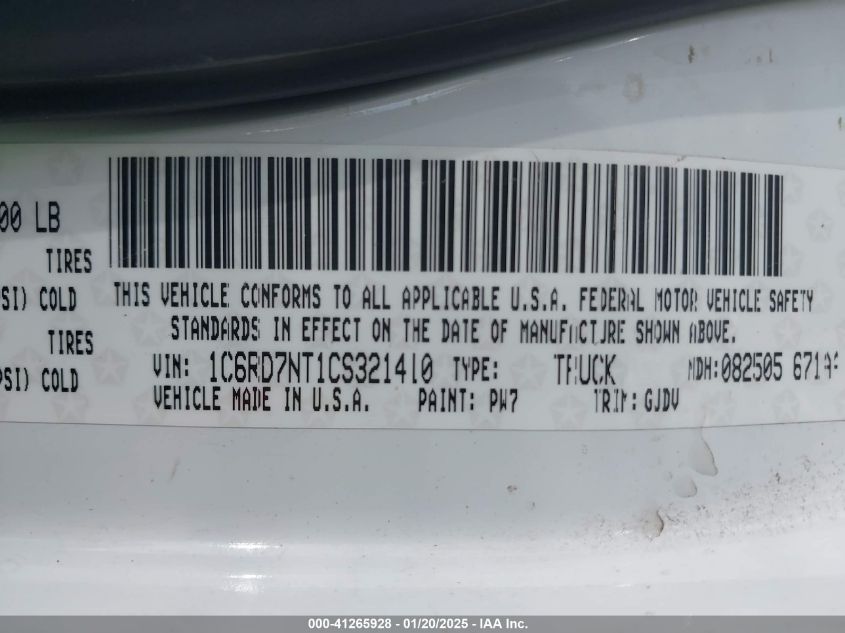 00 LB
TIRES
SI) COLD
TIRES
PSI) COLD
THIS VEHICLE CONFORMS TO ALL APPLICABLE U.S.A. FEDERAL MOTOR VEHICLE SAFETY
STANDARDS IN EFFECT ON THE DATE OF MANUFACTURE SHOWN ABOVE.
VIN: 1C6RD7NT1CS321410 TYPE: TRUCK MDH:082505
VEHICLE MADE IN U.S.A. PAINT: PW7 TRIM: GJDV
000-41265928 - 01/20/2025 - IAA Inc.